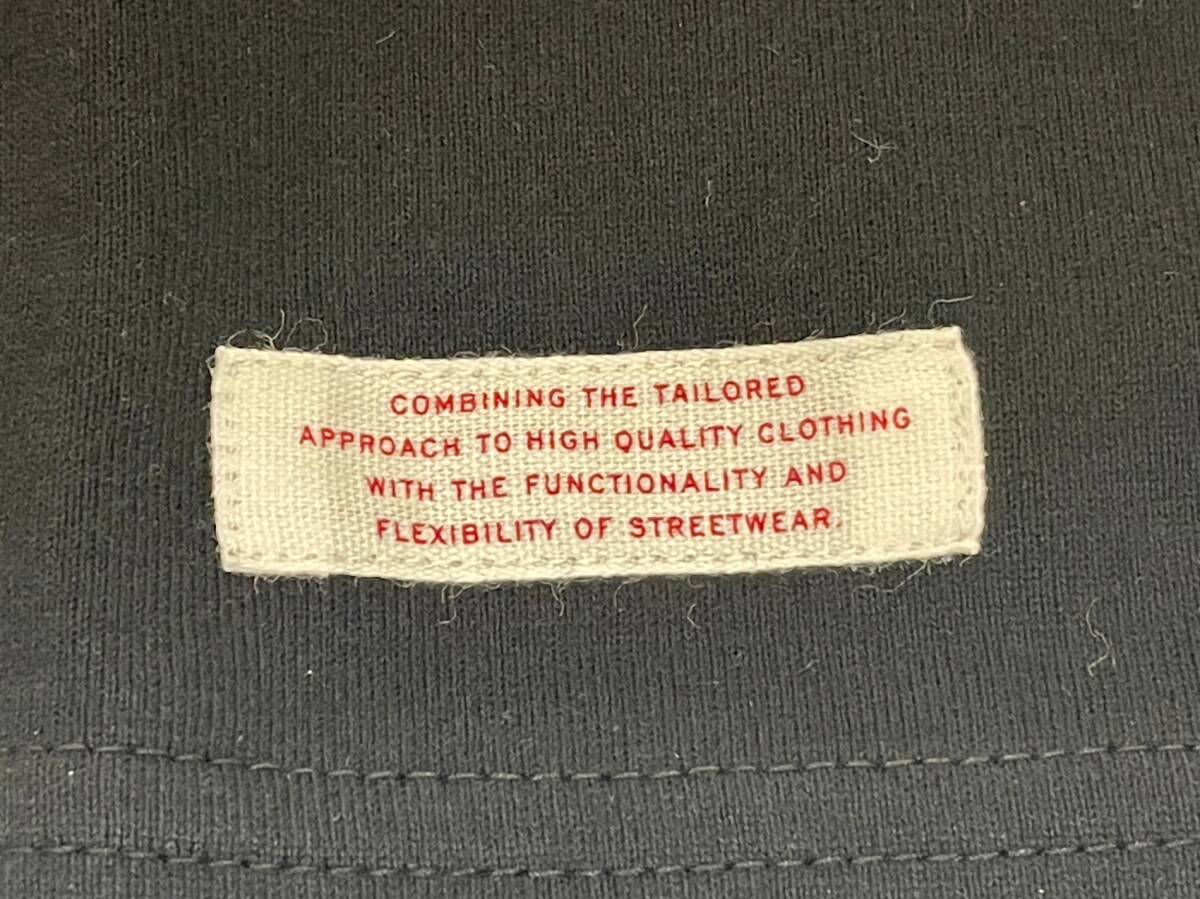 COMBINING THE TAILORED
APPROACH TO HIGH QUALITY CLOTHING
WITH THE FUNCTIONALITY AND
FLEXIBILITY OF STREETWEAR.